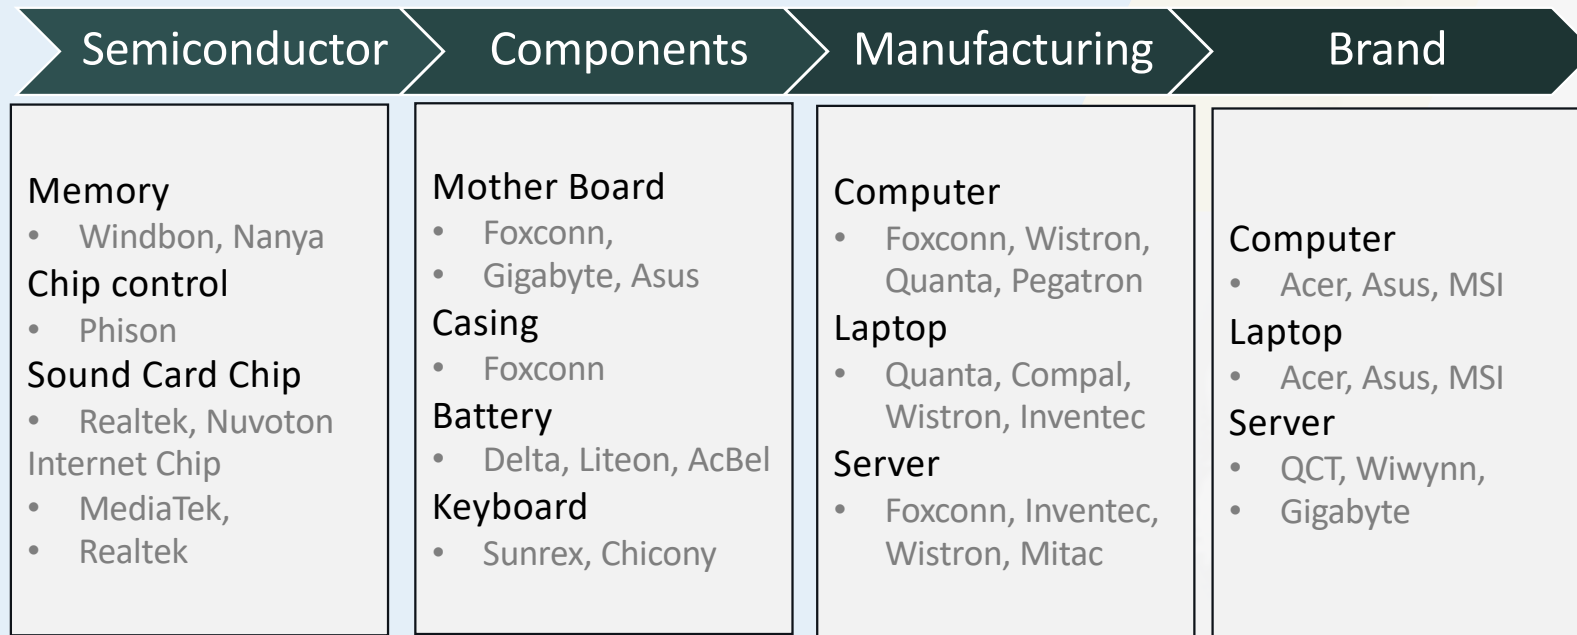 Semiconductor
Components
Manufacturing
Brand
Memory
• Windbon, Nanya
Chip control
• Phison
Sound Card Chip
• Realtek, Nuvoton
Internet Chip
• MediaTek,
• Realtek
Mother Board
• Foxconn,
• Gigabyte, Asus
Casing
• Foxconn
Battery
• Delta, Liteon, AcBel
Keyboard
• Sunrex, Chicony
Computer
• Foxconn, Wistron,
Quanta, Pegatron
Laptop
• Quanta, Compal,
Wistron, Inventec
Server
• Foxconn, Inventec,
Wistron, Mitac
Computer
• Acer, Asus, MSI
Laptop
• Acer, Asus, MSI
Server
• QCT, Wiwynn,
• Gigabyte